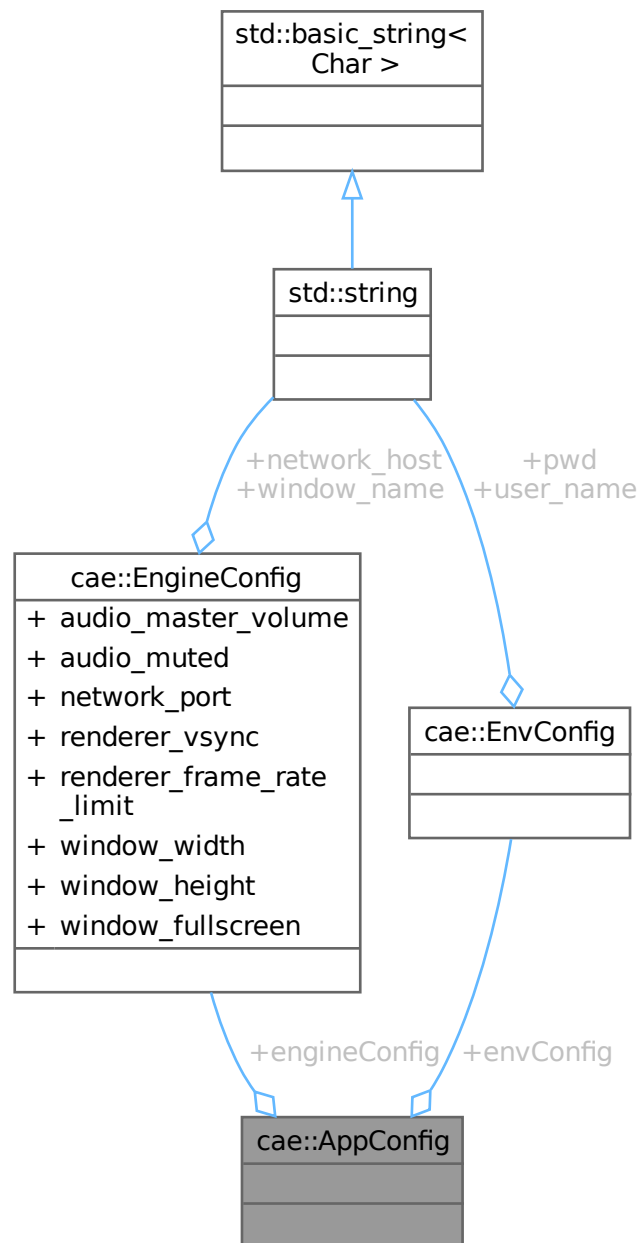 std::basic_string<
Char >
std::string
+network_host
+window_name
+pwd
+user_name
cae::EngineConfig
+ audio_master_volume
+ audio_muted
+ network_port
+ renderer_vsync
+ renderer_frame_rate
_limit
+ window_width
+ window_height
+ window_fullscreen
cae::EnvConfig
+engineConfig
+envConfig
cae::AppConfig